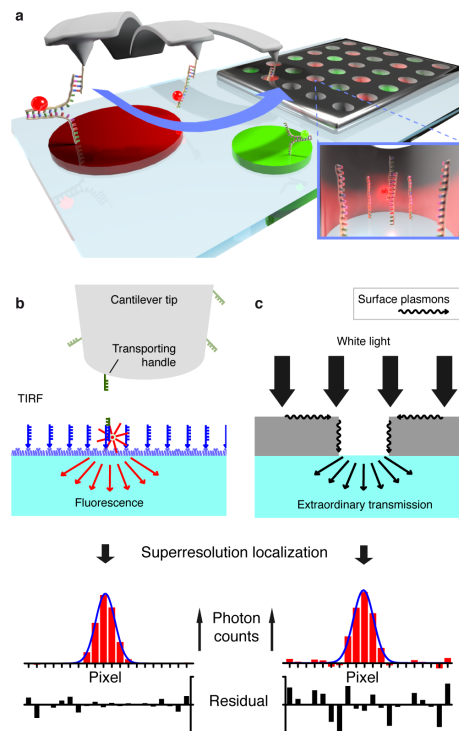 a
b
Cantilever tip
Transporting
handle
TIRF
Fluorescence
c
Surface plasmons
White light
Extraordinary transmission
Superresolution localization
Photon
counts
Pixel
Pixel
Residual